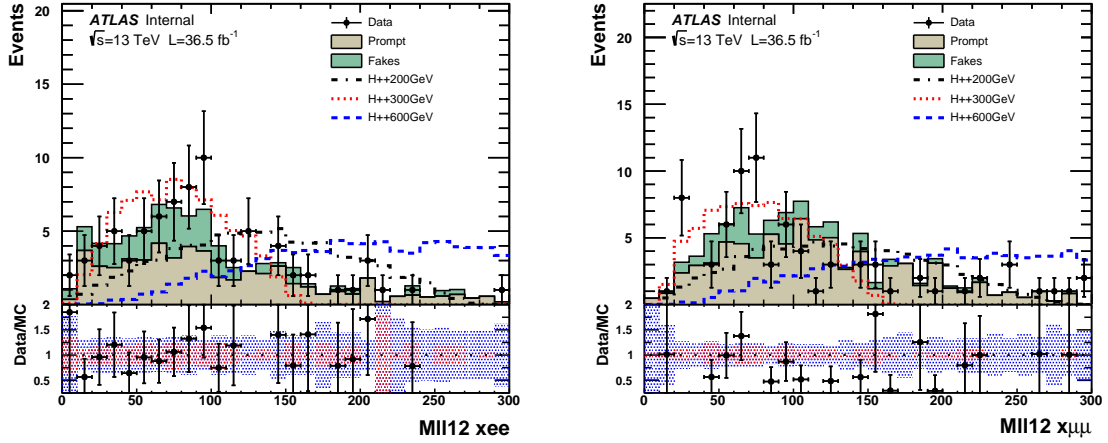 Events
20
15
10
5
2
ATLAS Internal
√s=13 TeV L=36.5 fb-1
Data
Prompt
Fakes
H++200GeV
H++300GeV
H++600GeV
Data/MC
1.5
1
0.5
0 50 100 150 200 250 300
Mll12 xee
Events
20
15
10
5
2
ATLAS Internal
√s=13 TeV L=36.5 fb-1
Data
Prompt
Fakes
H++200GeV
H++300GeV
H++600GeV
Data/MC
1.5
1
0.5
0 50 100 150 200 250 300
Mll12 xμμ